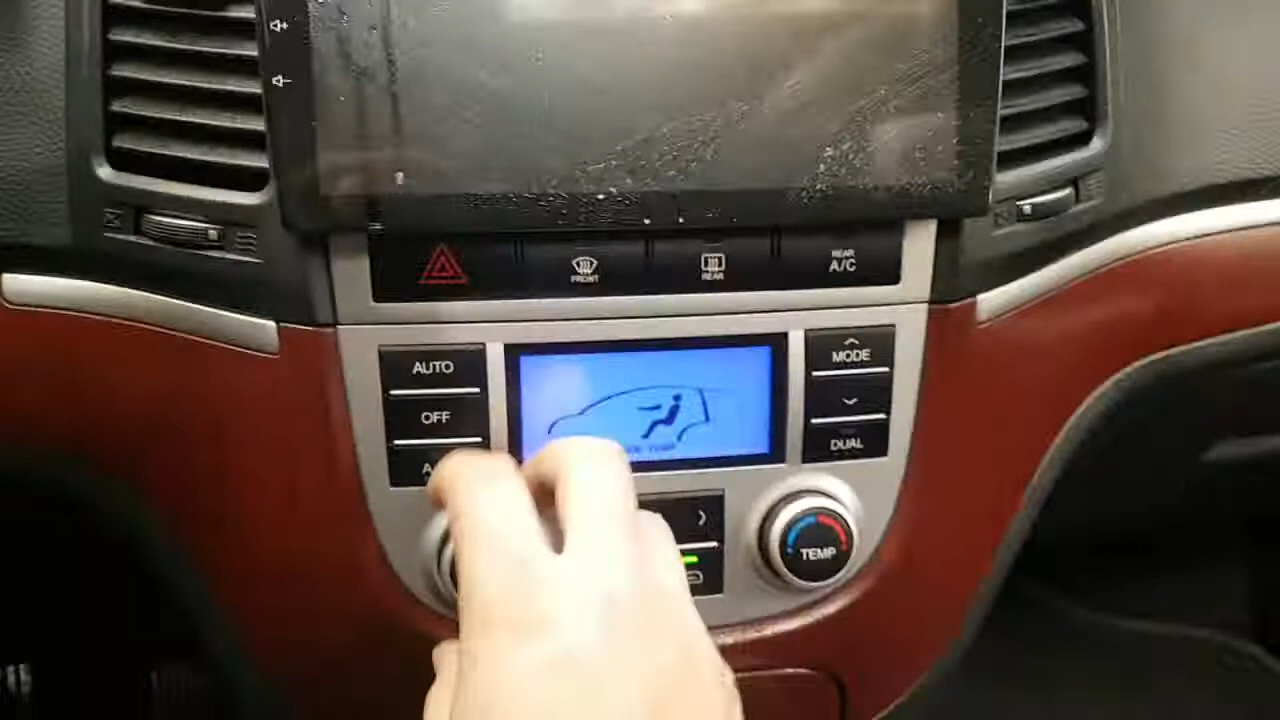 FRONT
REAR
REAR
A/C
AUTO
MODE
OFF
DUAL
TEMP